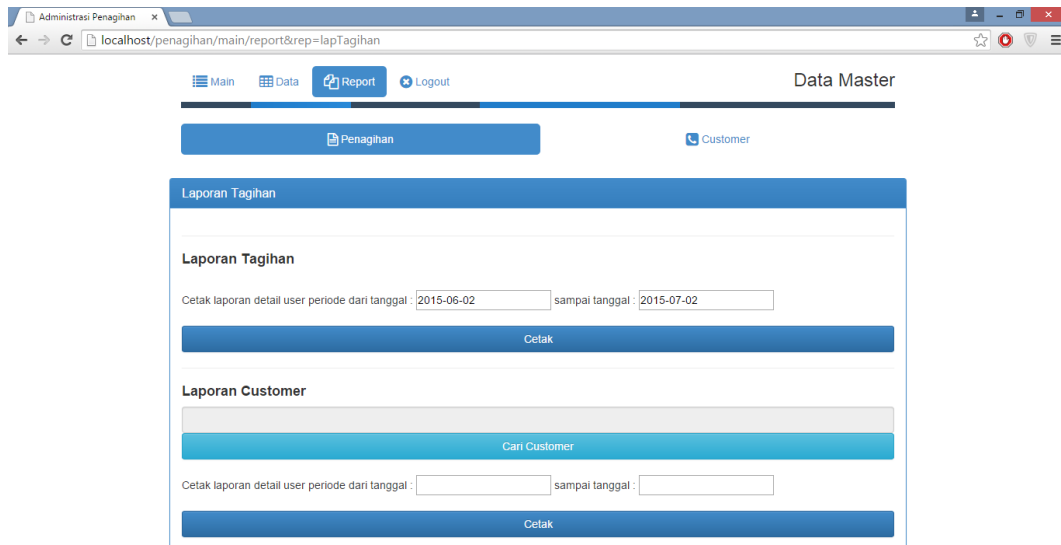 Administrasi Penagihan
localhost/penagihan/main/report&rep=lapTagihan
Main Data Report Logout Data Master
Penagihan Customer
Laporan Tagihan
Laporan Tagihan
Cetak laporan detail user periode dari tanggal : 2015-06-02 sampai tanggal : 2015-07-02
Cetak
Laporan Customer
Cari Customer
Cetak laporan detail user periode dari tanggal : sampai tanggal :
Cetak